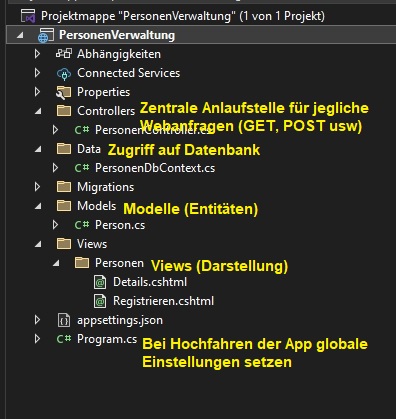 Projektmappe "PersonenVerwaltung" (1 von 1 Projekt)
PersonenVerwaltung
Abhängigkeiten
Connected Services
Properties
Controllers Zentrale Anlaufstelle für jegliche
PersonenController.cs Webanfragen (GET, POST usw)
Data Zugriff auf Datenbank
C# PersonenDbContext.cs
Migrations
Models Modelle (Entitäten)
C# Person.cs
Views
Personen Views (Darstellung)
Details.cshtml
Registrieren.cshtml
appsettings.json
C# Program.cs Bei Hochfahren der App globale
Einstellungen setzen